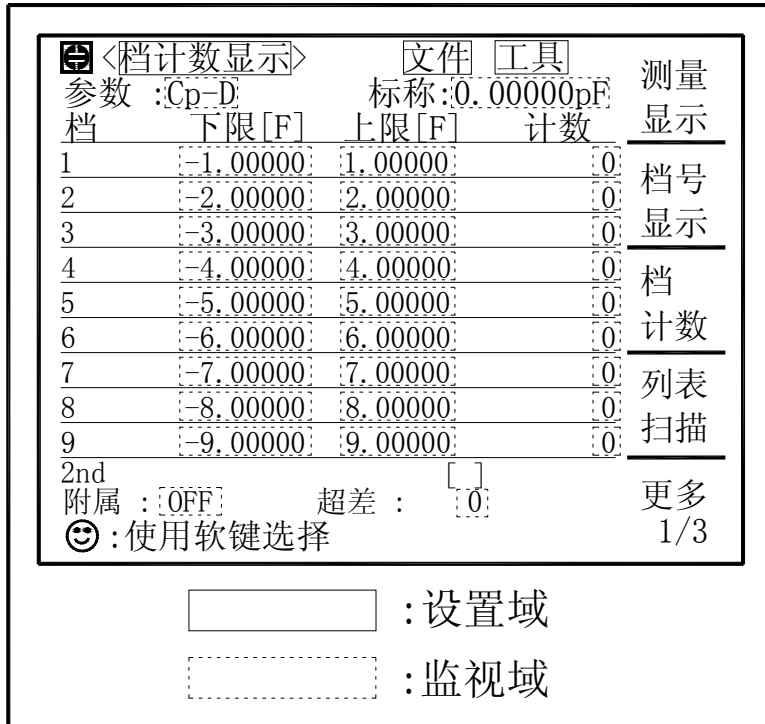 <档计数显示> 文件 工具
参数 :Cp-D 标称:0.00000pF
档 下限[F] 上限[F] 计数
1 -1.00000 1.00000 0
2 -2.00000 2.00000 0
3 -3.00000 3.00000 0
4 -4.00000 4.00000 0
5 -5.00000 5.00000 0
6 -6.00000 6.00000 0
7 -7.00000 7.00000 0
8 -8.00000 8.00000 0
9 -9.00000 9.00000 0
2nd [ ]
附属 :OFF 超差 : 0
:使用软键选择
测量
显示
档号
显示
档
计数
列表
扫描
更多
1/3
:设置域
:监视域